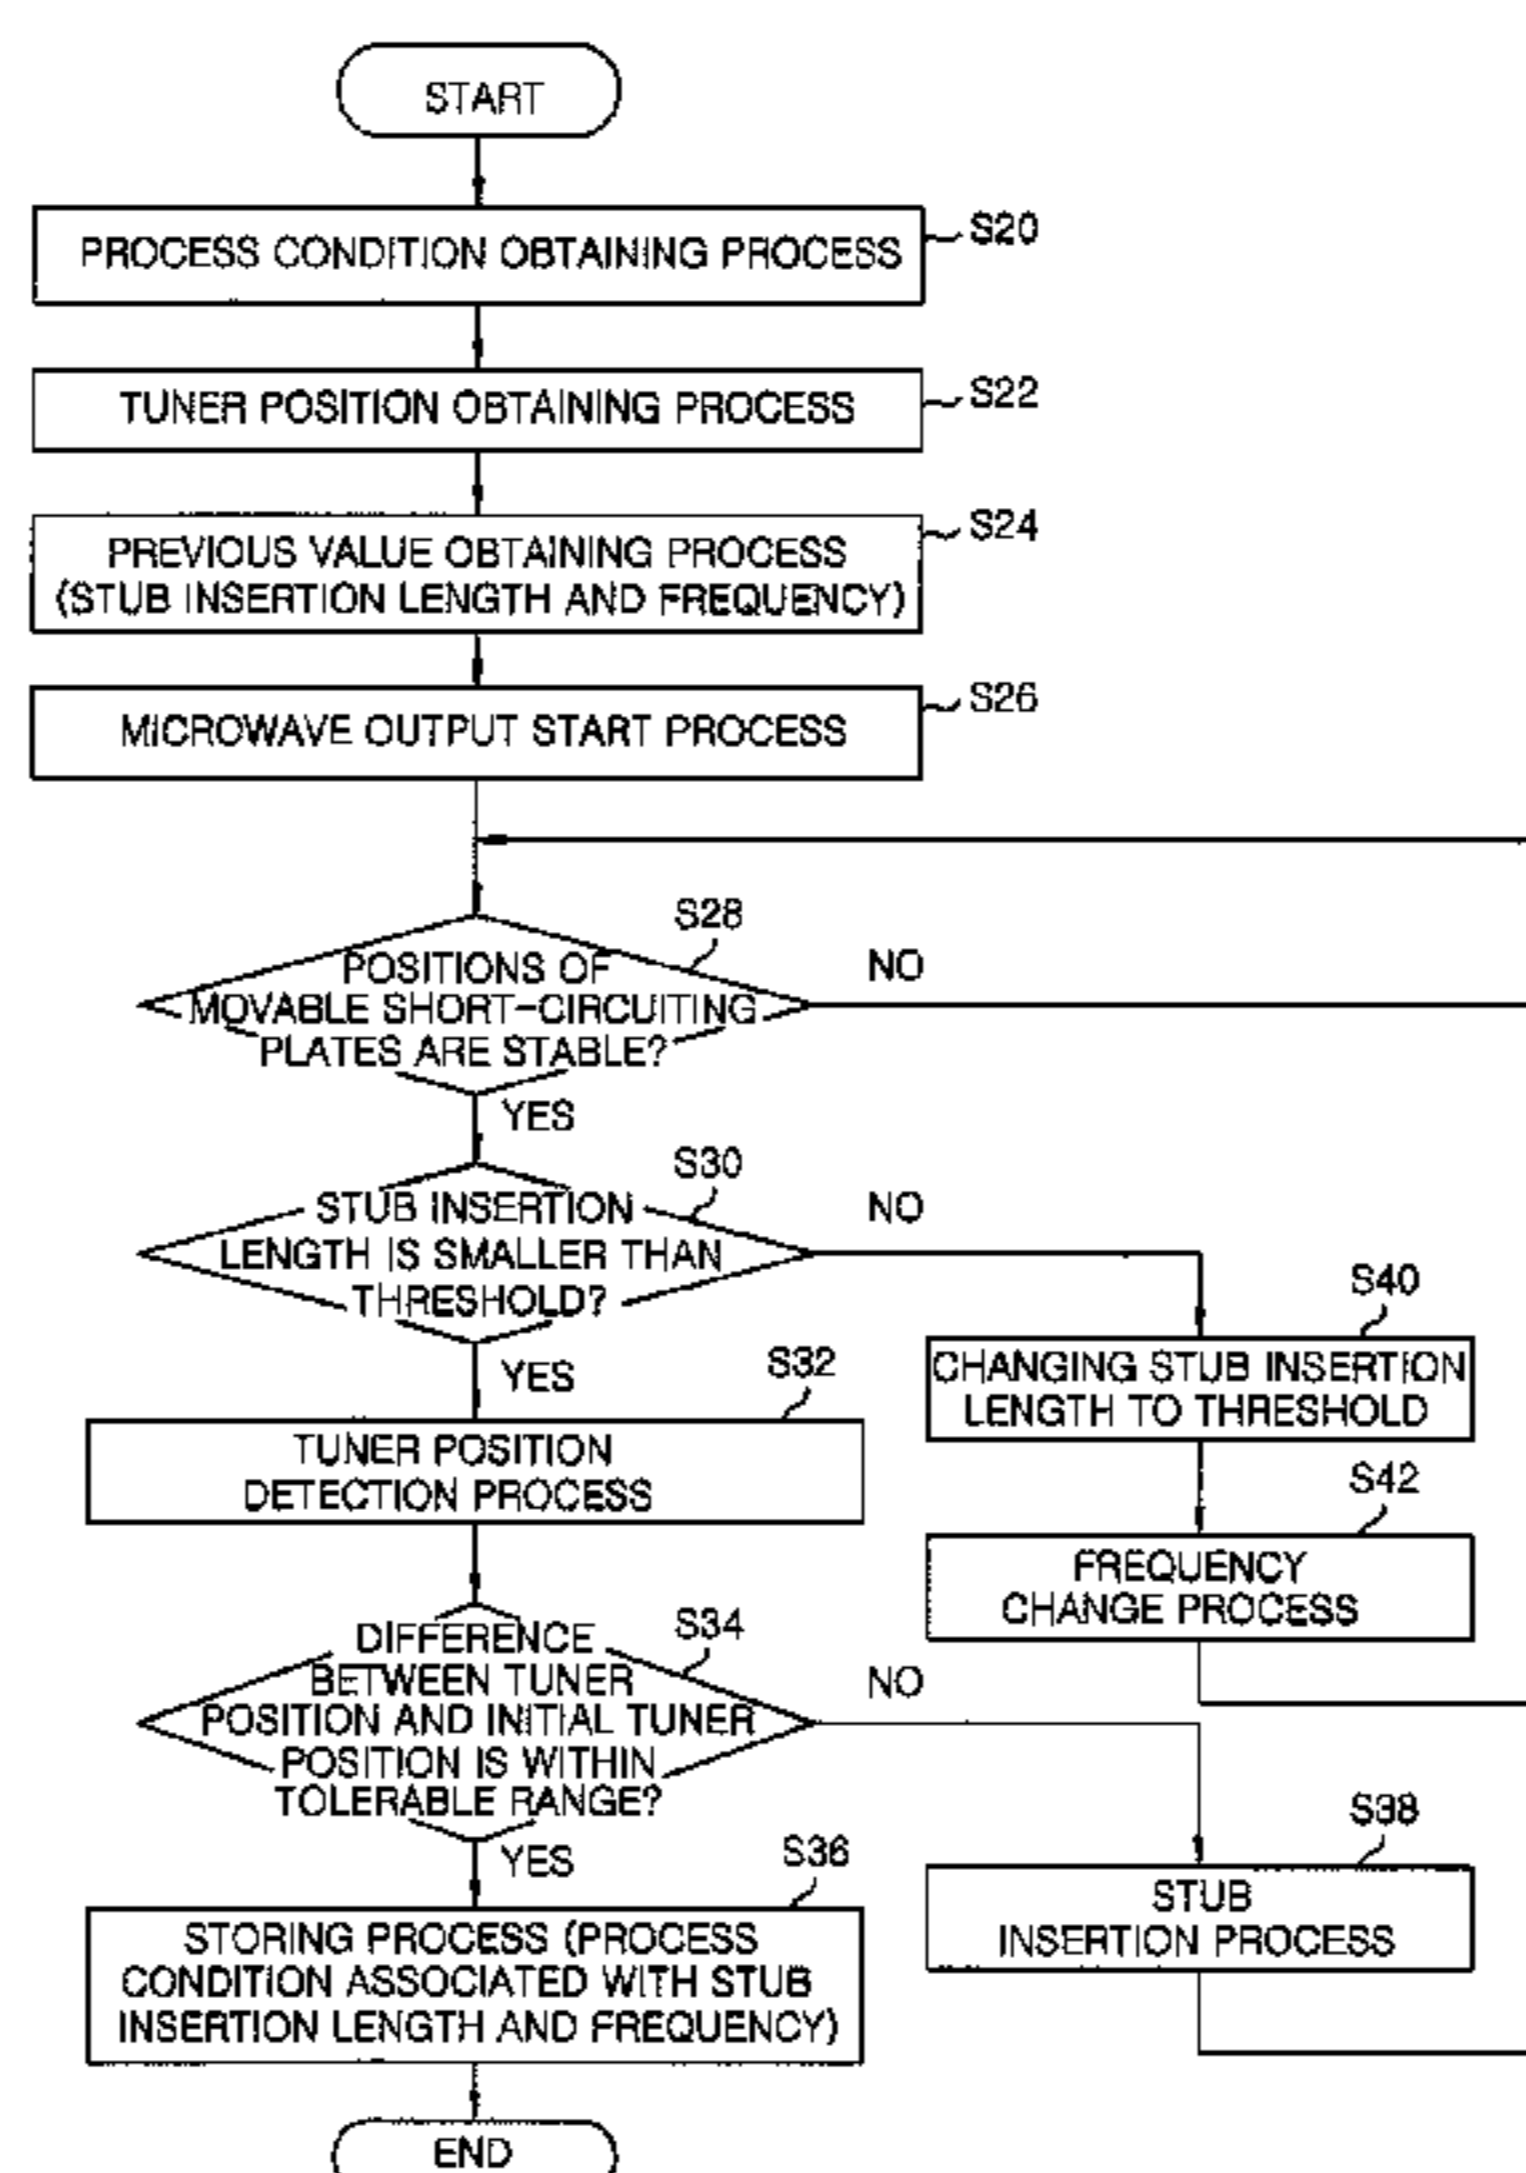 START
PROCESS CONDITION OBTAINING PROCESS
S20
TUNER POSITION OBTAINING PROCESS
S22
PREVIOUS VALUE OBTAINING PROCESS
(STUB INSERTION LENGTH AND FREQUENCY)
S24
MICROWAVE OUTPUT START PROCESS
S26
S28
POSITIONS OF
MOVABLE SHORT-CIRCUITING
PLATES ARE STABLE?
NO
YES
S30
STUB INSERTION
LENGTH IS SMALLER THAN
THRESHOLD?
NO
YES
S40
CHANGING STUB INSERTION
LENGTH TO THRESHOLD
S32
TUNER POSITION
DETECTION PROCESS
S42
FREQUENCY
CHANGE PROCESS
S34
DIFFERENCE
BETWEEN TUNER
POSITION AND INITIAL TUNER
POSITION IS WITHIN
TOLERABLE RANGE?
NO
YES
S38
STUB
INSERTION PROCESS
S36
STORING PROCESS (PROCESS
CONDITION ASSOCIATED WITH STUB
INSERTION LENGTH AND FREQUENCY)
END